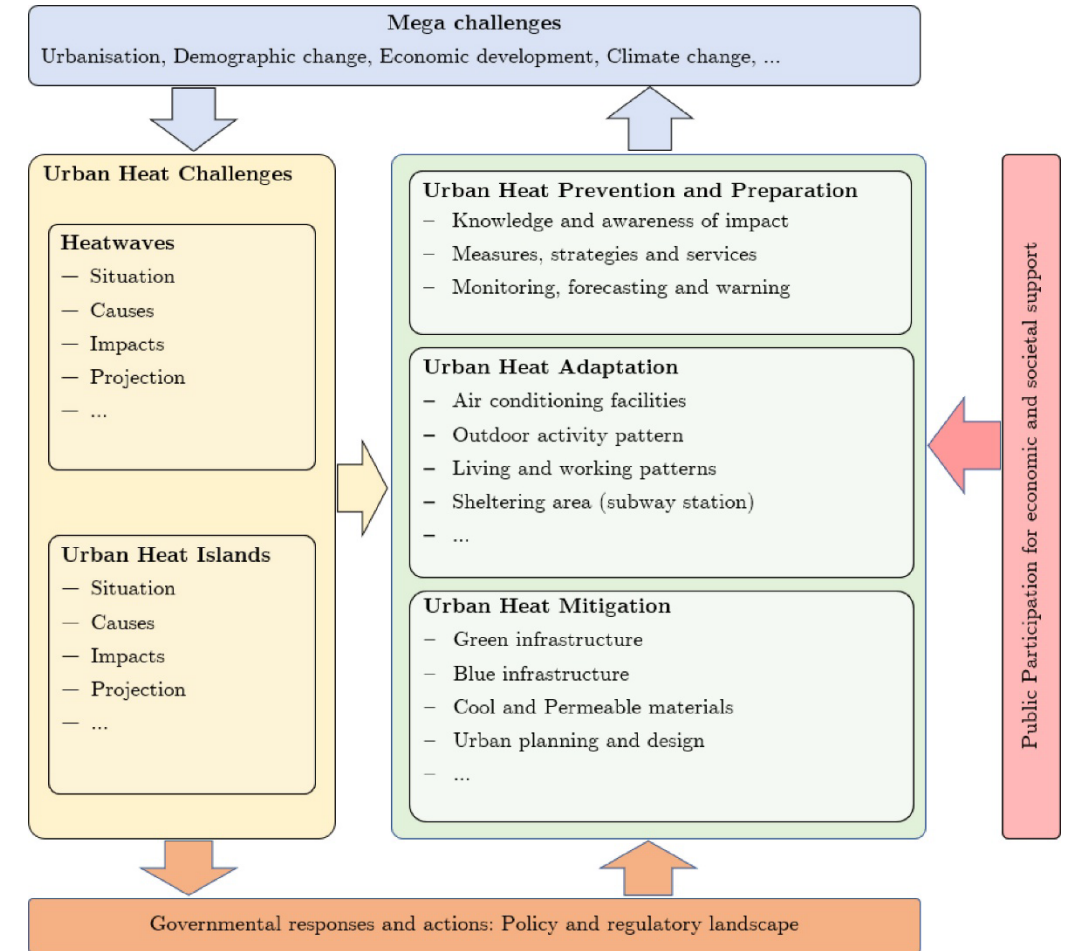 Mega challenges
Urbanisation, Demographic change, Economic development, Climate change, ...
Urban Heat Challenges
Heatwaves
— Situation
— Causes
— Impacts
— Projection
— ...
Urban Heat Islands
— Situation
— Causes
— Impacts
— Projection
— ...
Urban Heat Prevention and Preparation
– Knowledge and awareness of impact
– Measures, strategies and services
– Monitoring, forecasting and warning
Urban Heat Adaptation
– Air conditioning facilities
– Outdoor activity pattern
– Living and working patterns
– Sheltering area (subway station)
– ...
Urban Heat Mitigation
– Green infrastructure
– Blue infrastructure
– Cool and Permeable materials
– Urban planning and design
– ...
Public Participation for economic and societal support
Governmental responses and actions: Policy and regulatory landscape